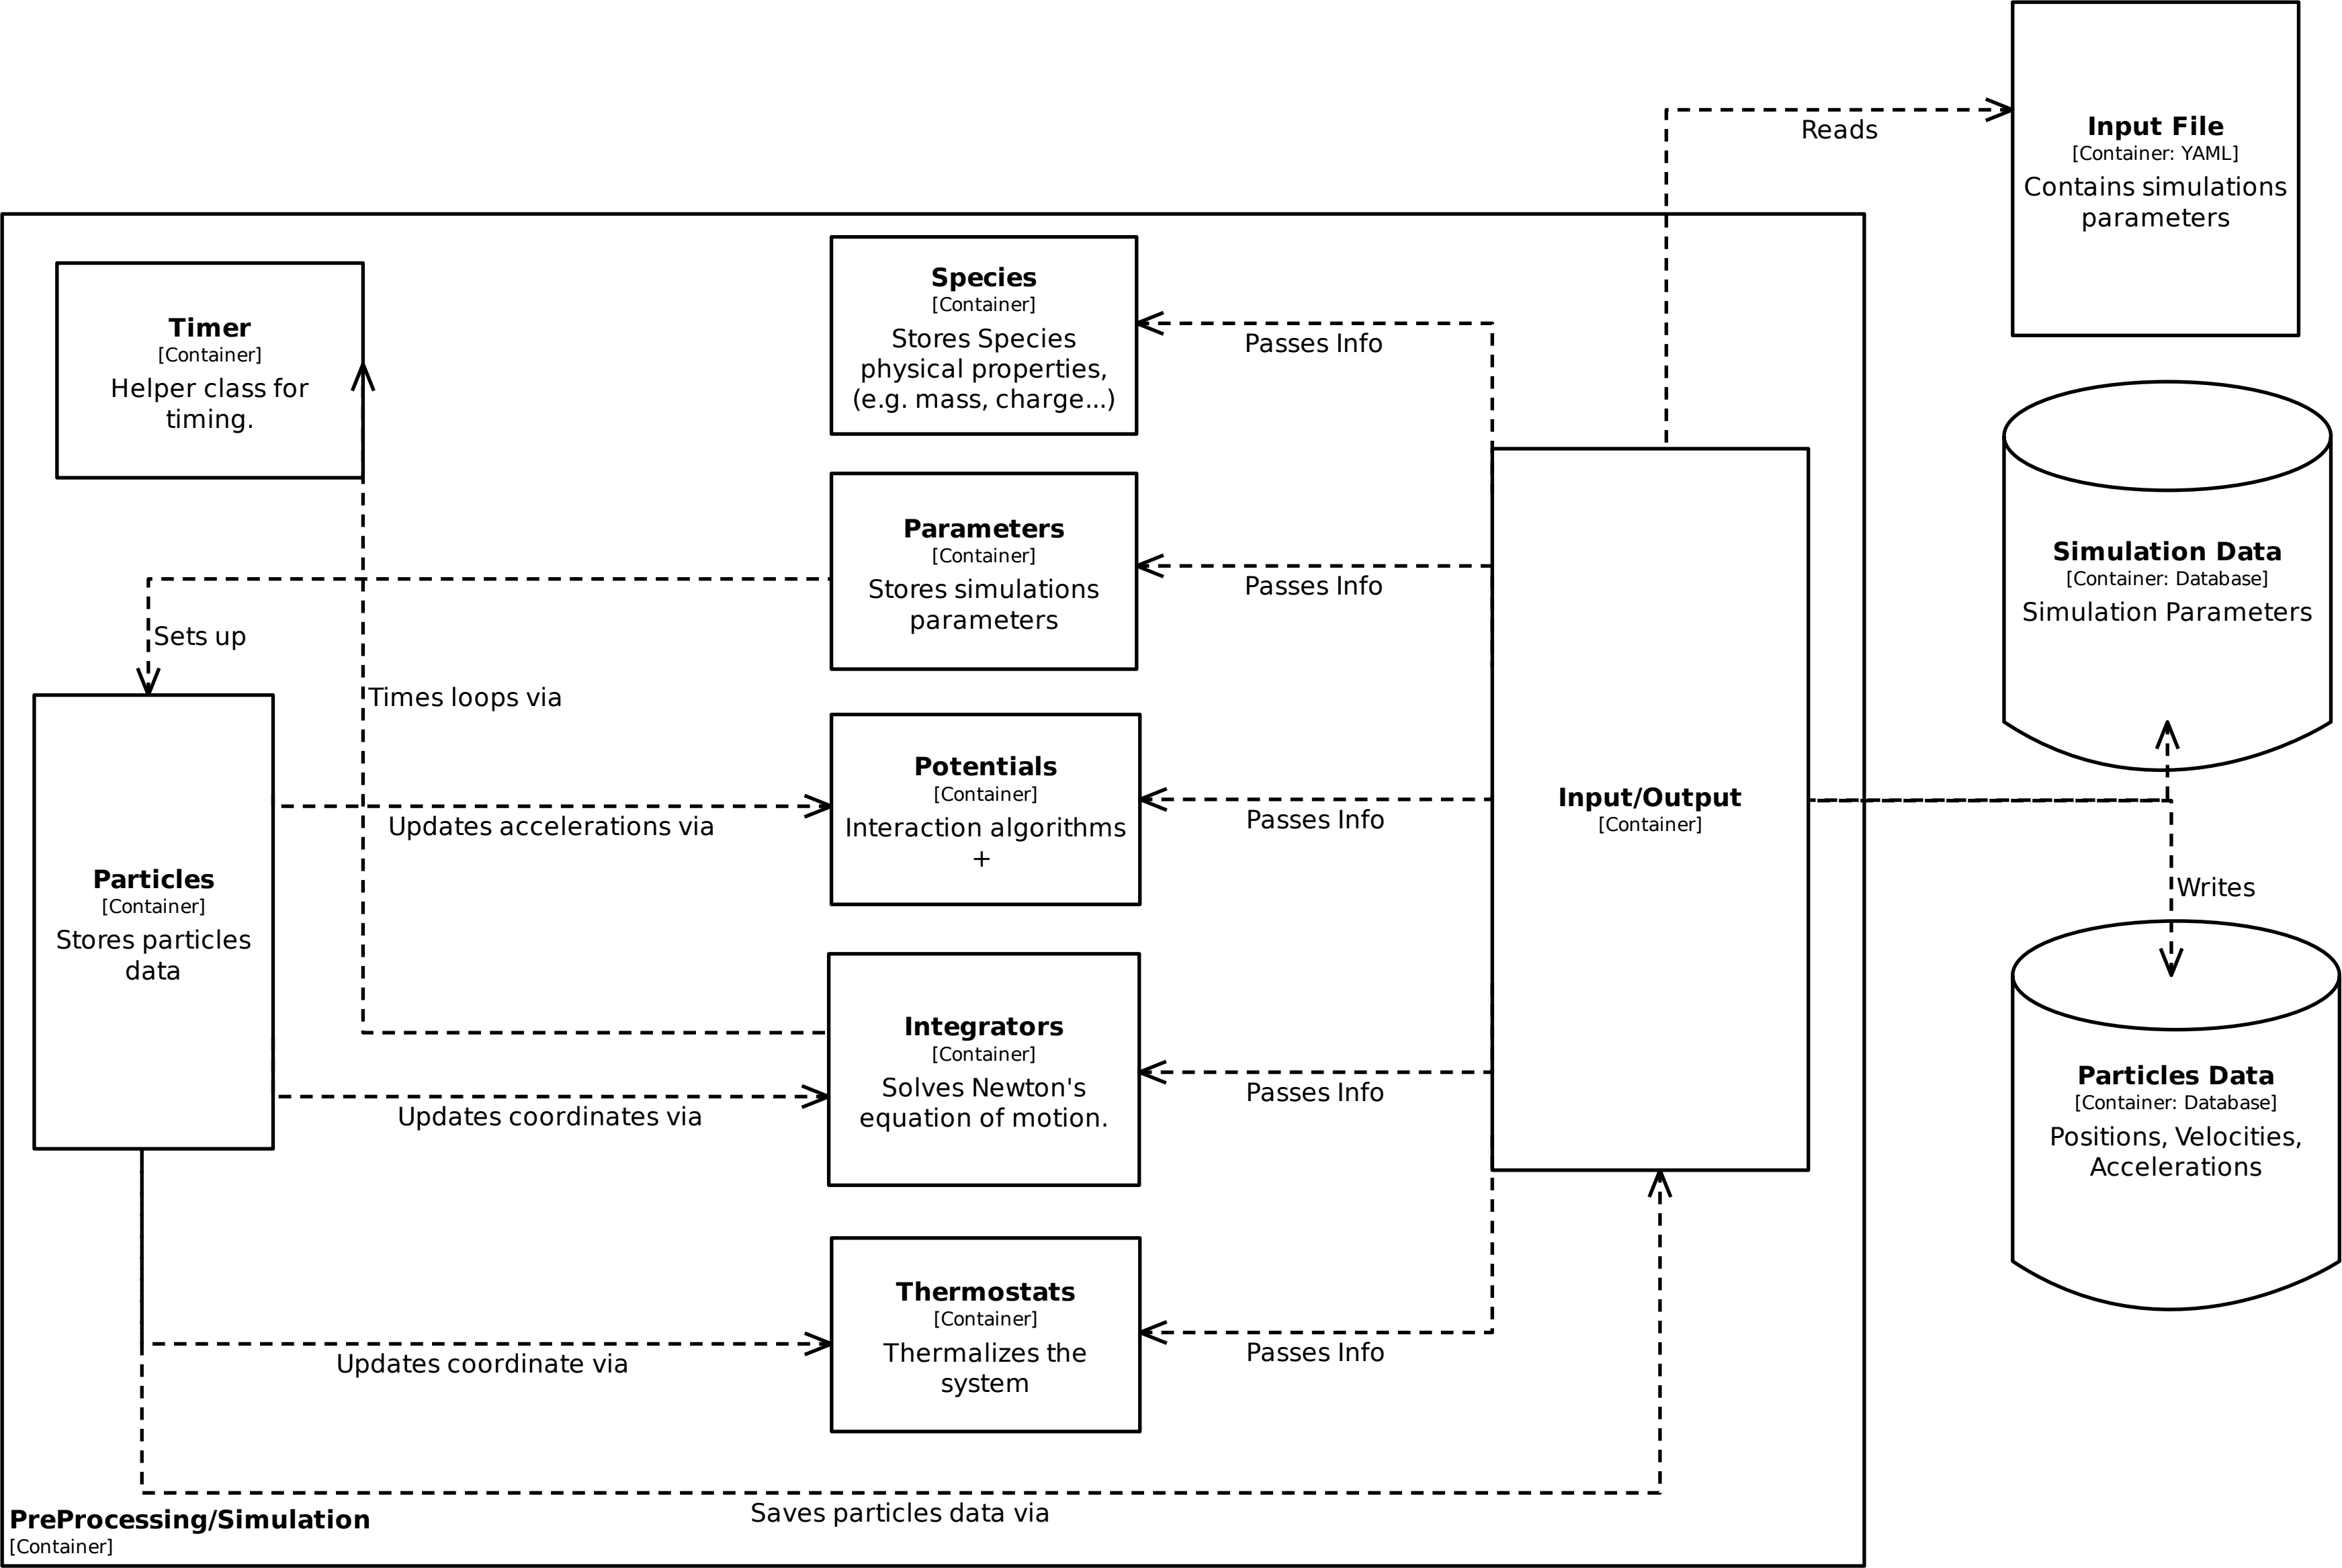 Input File
[Container: YAML]
Contains simulations
parameters
Reads
Species
[Container]
Stores Species
physical properties,
(e.g. mass, charge...)
Passes Info
Timer
[Container]
Helper class for
timing.
Parameters
[Container]
Stores simulations
parameters
Passes Info
Simulation Data
[Container: Database]
Simulation Parameters
Sets up
Times loops via
Potentials
[Container]
Interaction algorithms
+
Passes Info
Input/Output
[Container]
Updates accelerations via
Particles
[Container]
Stores particles
data
Writes
Integrators
[Container]
Solves Newton's
equation of motion.
Passes Info
Updates coordinates via
Particles Data
[Container: Database]
Positions, Velocities,
Accelerations
Thermostats
[Container]
Thermalizes the
system
Passes Info
Updates coordinate via
Saves particles data via
PreProcessing/Simulation
[Container]